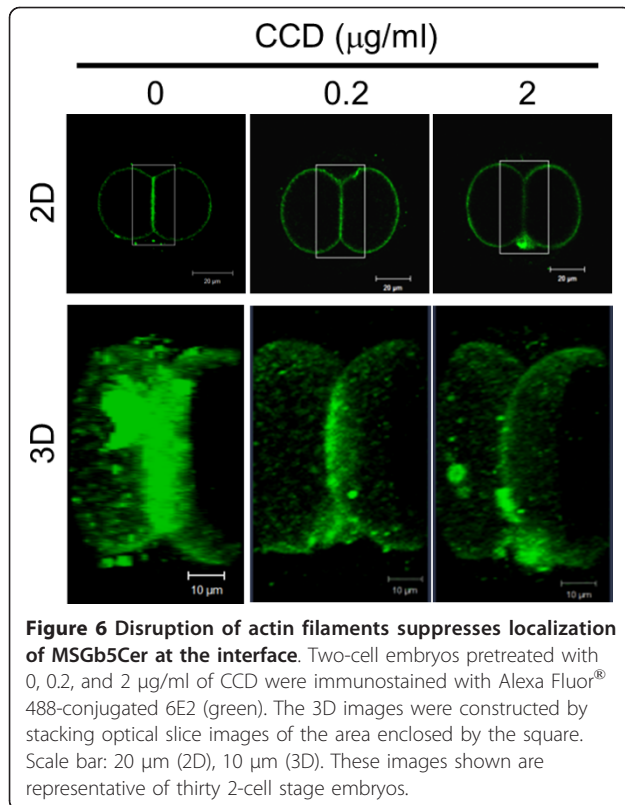 CCD (μg/ml)
0 0.2 2
2D
20 μm 20 μm 20 μm
3D
10 μm 10 μm 10 μm
Figure 6 Disruption of actin filaments suppresses localization
of MSGb5Cer at the interface. Two-cell embryos pretreated with
0, 0.2, and 2 μg/ml of CCD were immunostained with Alexa Fluor®
488-conjugated 6E2 (green). The 3D images were constructed by
stacking optical slice images of the area enclosed by the square.
Scale bar: 20 μm (2D), 10 μm (3D). These images shown are
representative of thirty 2-cell stage embryos.